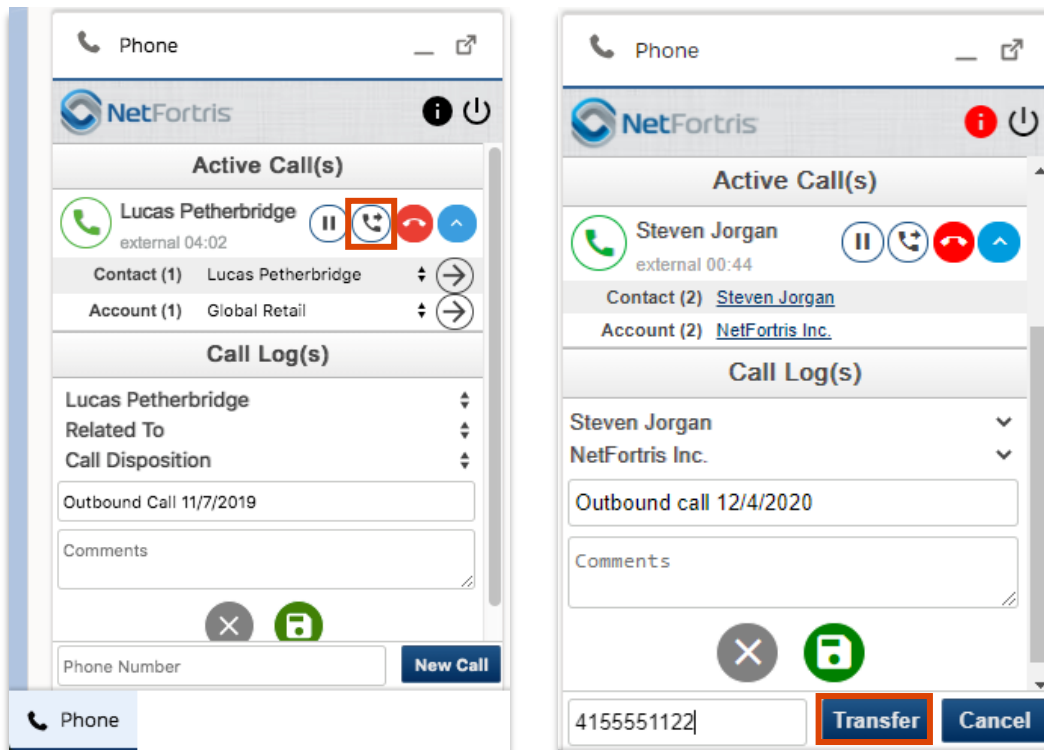 Phone
NetFortris
Active Call(s)
Lucas Petherbridge
external 04:02
Contact (1) Lucas Petherbridge
Account (1) Global Retail
Call Log(s)
Lucas Petherbridge
Related To
Call Disposition
Outbound Call 11/7/2019
Comments
Phone Number New Call
Phone
Phone
NetFortris
Active Call(s)
Steven Jorgan
external 00:44
Contact (2) Steven Jorgan
Account (2) NetFortris Inc.
Call Log(s)
Steven Jorgan
NetFortris Inc.
Outbound call 12/4/2020
Comments
4155551122 Transfer Cancel